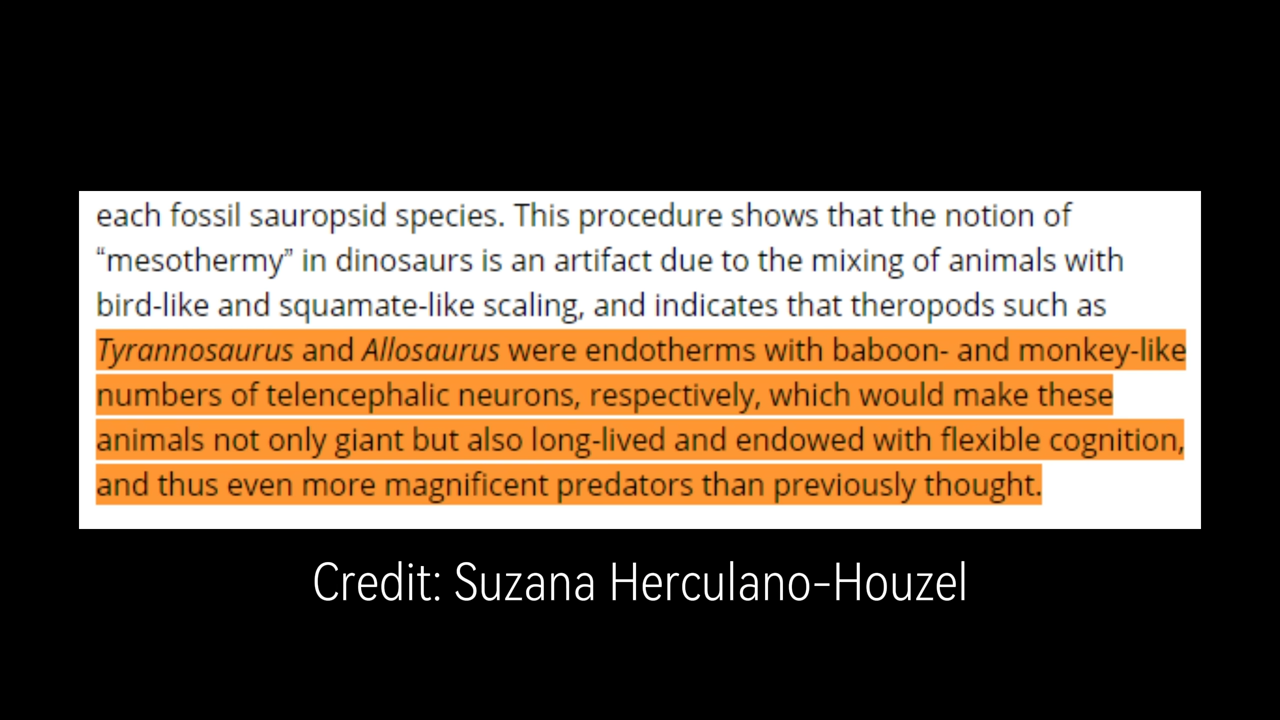 each fossil sauropsid species. This procedure shows that the notion of
“mesothermy” in dinosaurs is an artifact due to the mixing of animals with
bird-like and squamate-like scaling, and indicates that theropods such as
Tyrannosaurus and Allosaurus were endotherms with baboon- and monkey-like
numbers of telencephalic neurons, respectively, which would make these
animals not only giant but also long-lived and endowed with flexible cognition,
and thus even more magnificent predators than previously thought.
Credit: Suzana Herculano-Houzel